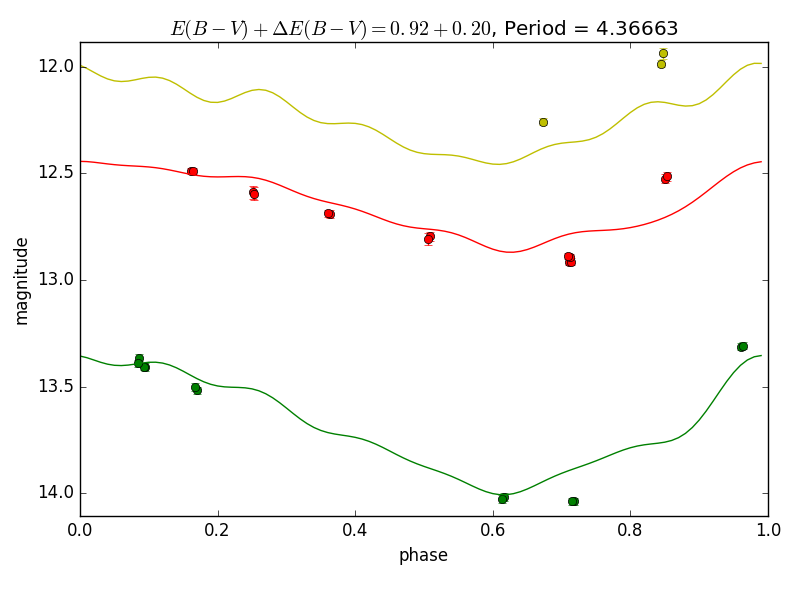 E(B − V) + ΔE(B − V) = 0.92 + 0.20, Period = 4.36663
12.0
12.5
13.0
13.5
14.0
magnitude
0.0 0.2 0.4 0.6 0.8 1.0
phase